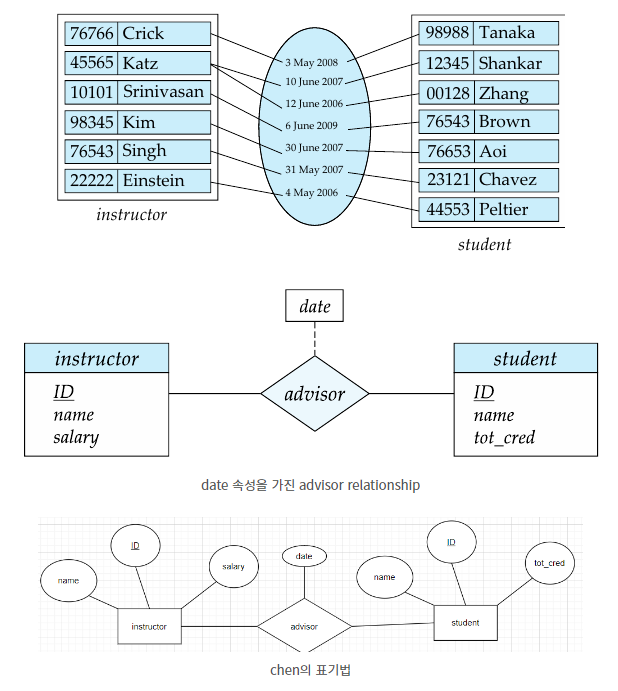 76766 Crick
45565 Katz
10101 Srinivasan
98345 Kim
76543 Singh
22222 Einstein
instructor
3 May 2008
10 June 2007
12 June 2006
6 June 2009
30 June 2007
31 May 2007
4 May 2006
98988 Tanaka
12345 Shankar
00128 Zhang
76543 Brown
76653 Aoi
23121 Chavez
44553 Peltier
student
date
instructor
ID
name
salary
advisor
student
ID
name
tot_cred
date 속성을 가진 advisor relationship
name
ID
salary
date
name
ID
tot_cred
instructor
advisor
student
chen의 표기법